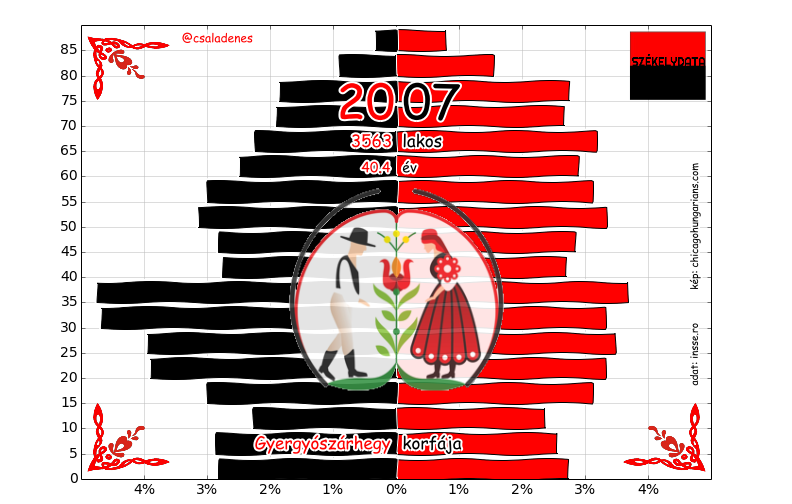 @csaladenes
SZÉKELYDATA
2007
3563 lakos
40.4 év
kép: chicagohungarians.com
adat: insse.ro
Gyergyószárhegy korfája
85
80
75
70
65
60
55
50
45
40
35
30
25
20
15
10
5
0
4% 3% 2% 1% 0% 1% 2% 3% 4%